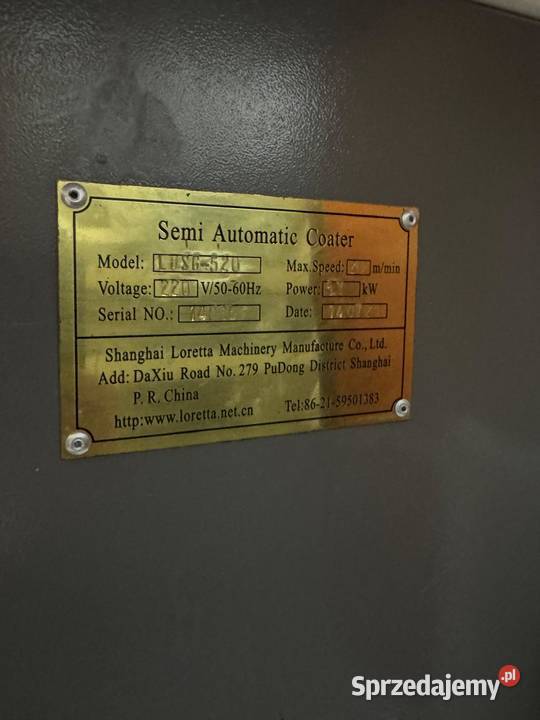 Semi Automatic Coater
Model: Max.Speed: m/min
Voltage: 220 V/50-60Hz Power: kW
Serial NO.: Date:
Shanghai Loretta Machinery Manufacture Co., Ltd.
Add: DaXiu Road No. 279 PuDong District Shanghai
P. R. China
http:www.loretta.net.cn Tel:86-21-59501383
Sprzedajemy.pl